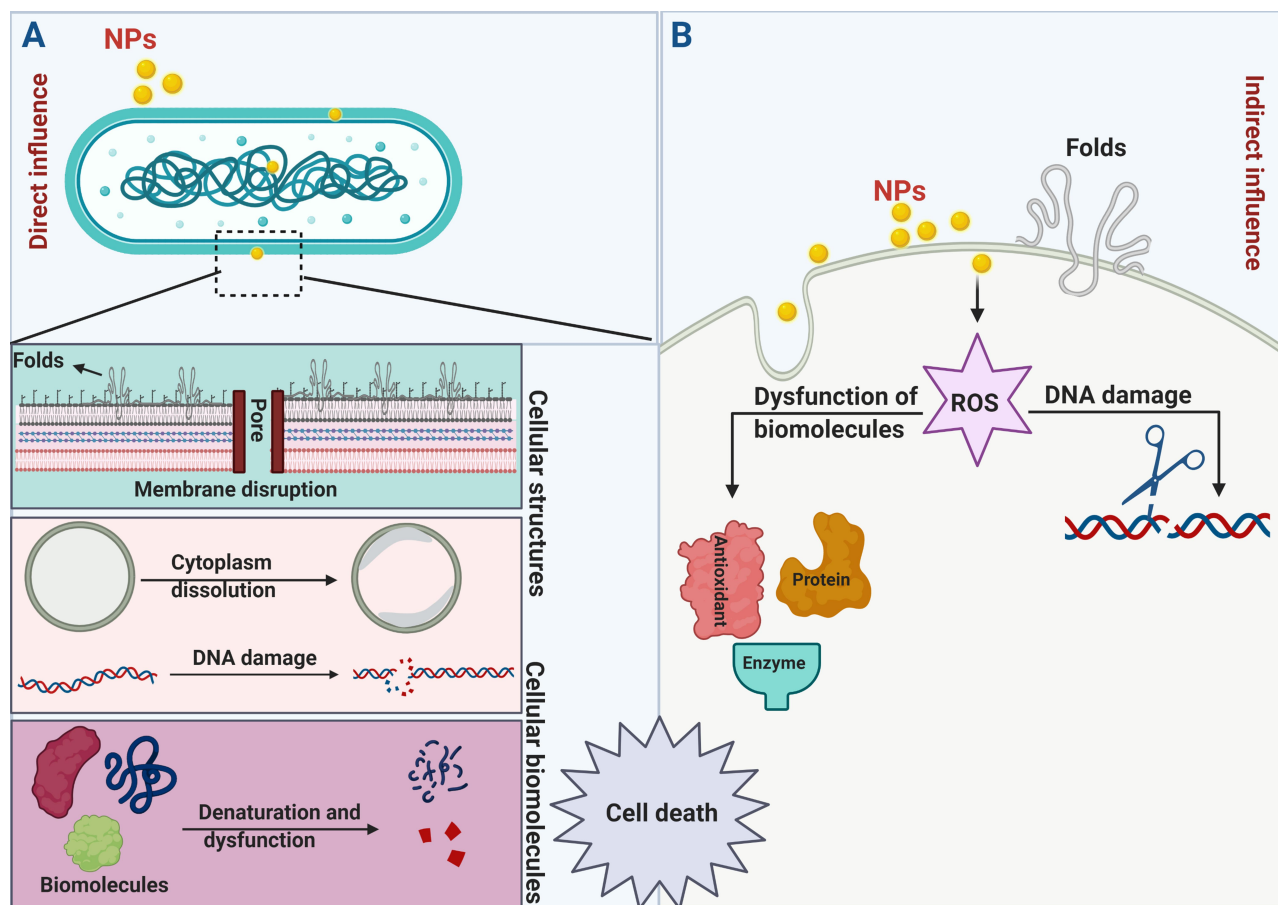 A
NPs
Direct influence
Folds
Pore
Membrane disruption
Cellular structures
Cytoplasm
dissolution
DNA damage
Cellular biomolecules
Denaturation and
dysfunction
Biomolecules
Cell death
B
Indirect influence
Folds
NPs
ROS
Dysfunction of
biomolecules
DNA damage
Antioxidant
Protein
Enzyme